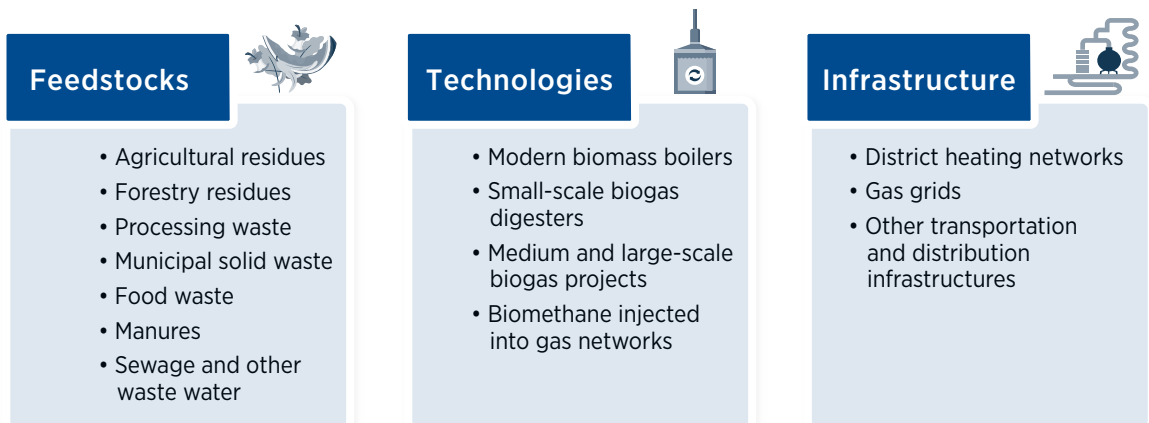 Feedstocks
• Agricultural residues
• Forestry residues
• Processing waste
• Municipal solid waste
• Food waste
• Manures
• Sewage and other
waste water
Technologies
• Modern biomass boilers
• Small-scale biogas
digesters
• Medium and large-scale
biogas projects
• Biomethane injected
into gas networks
Infrastructure
• District heating networks
• Gas grids
• Other transportation
and distribution
infrastructures